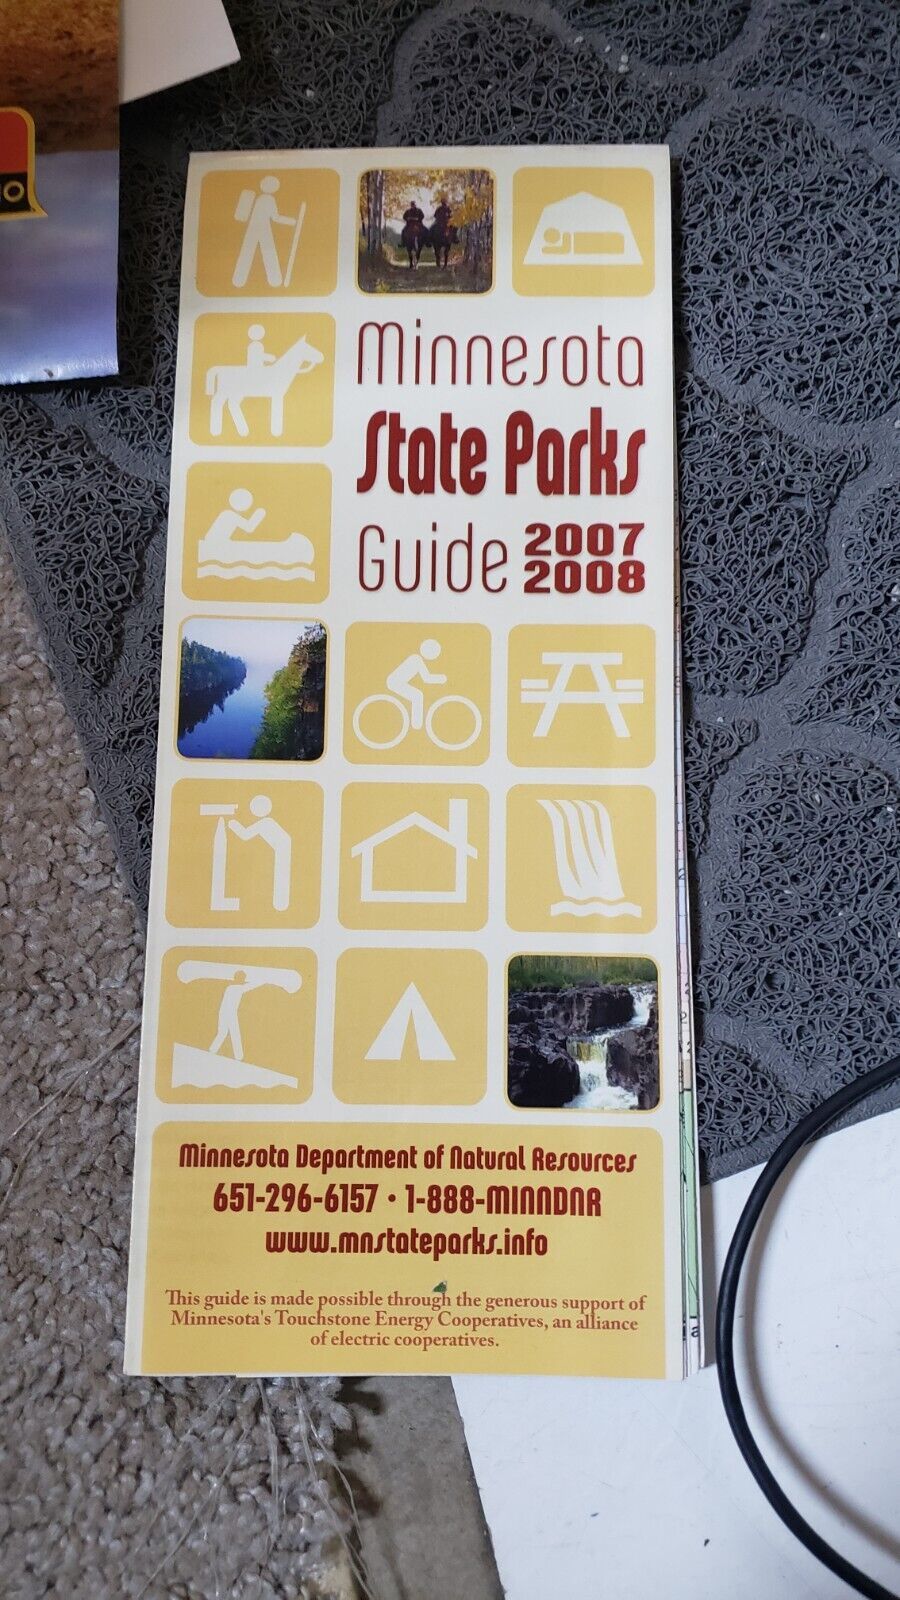 Minnesota
State Parks
Guide 2007
2008
Minnesota Department of Natural Resources
651-296-6157 • 1-888-MINNDNR
www.mnstateparks.info
This guide is made possible through the generous support of
Minnesota's Touchstone Energy Cooperatives, an alliance
of electric cooperatives.